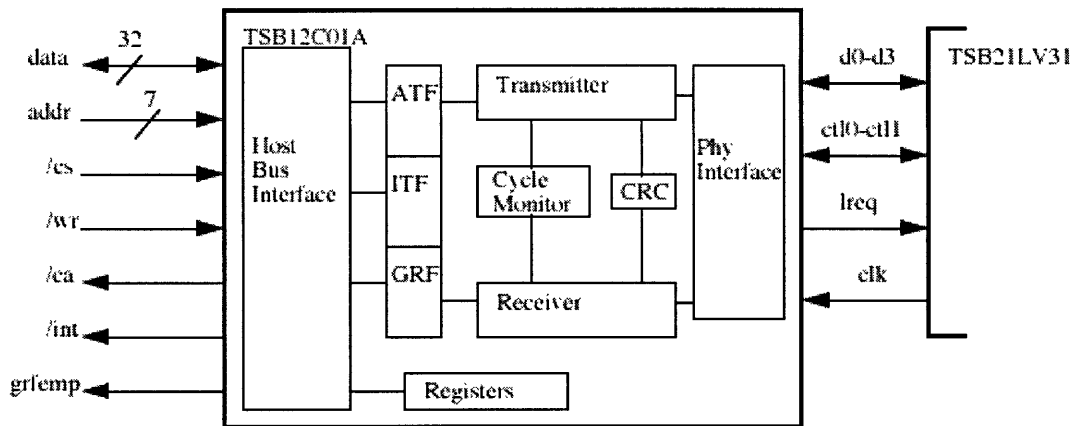 TSB12C01A
32
data
7
addr
/cs
/wr
/ca
/int
grfemp
Host
Bus
Interface
ATF
ITF
GRF
Transmitter
Cycle
Monitor
CRC
Receiver
Registers
Phy
Interface
d0-d3
ctl0-ctl1
lreq
clk
TSB21LV31